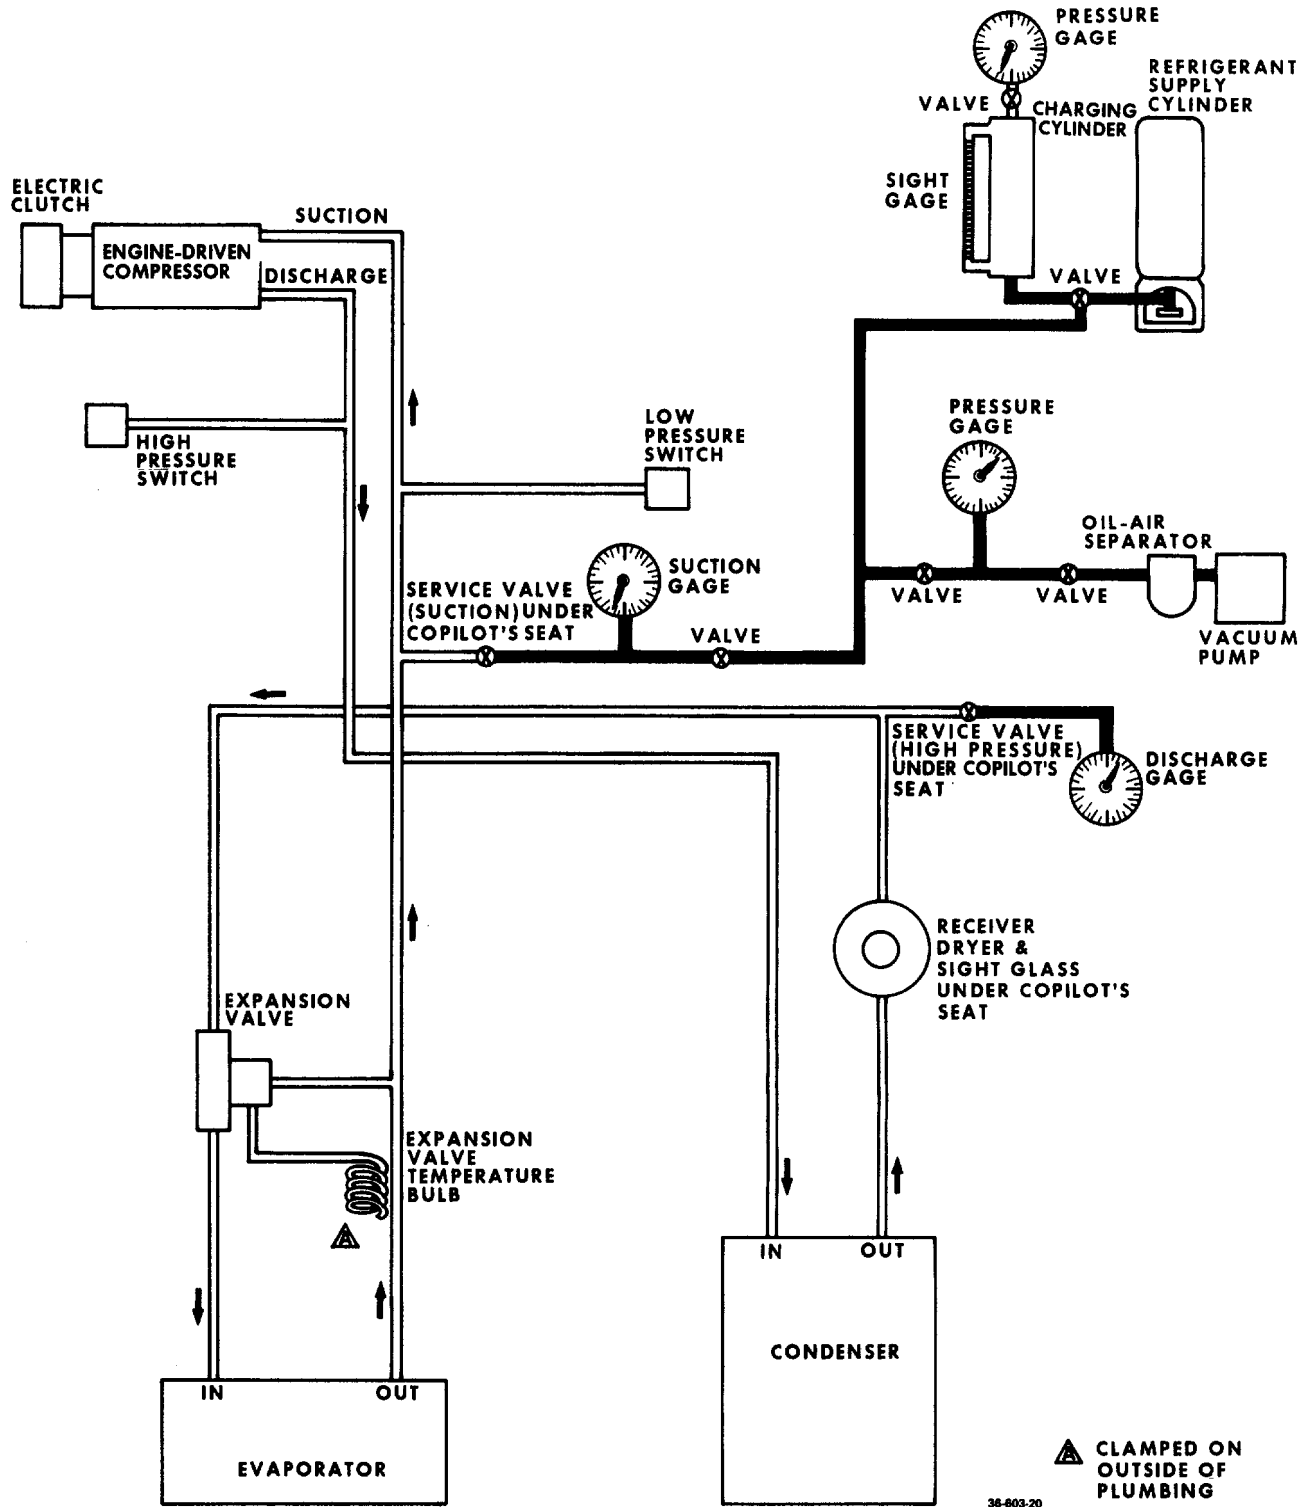 PRESSURE
GAGE
REFRIGERANT
SUPPLY
CYLINDER
VALVE
CHARGING
CYLINDER
SIGHT
GAGE
VALVE
ELECTRIC
CLUTCH
SUCTION
ENGINE-DRIVEN
COMPRESSOR
DISCHARGE
HIGH
PRESSURE
SWITCH
LOW
PRESSURE
SWITCH
PRESSURE
GAGE
OIL-AIR
SEPARATOR
SUCTION
GAGE
SERVICE VALVE
(SUCTION) UNDER
COPILOT'S SEAT
VALVE
VALVE
VALVE
VACUUM
PUMP
SERVICE VALVE
(HIGH PRESSURE)
UNDER COPILOT'S
SEAT
DISCHARGE
GAGE
RECEIVER
DRYER &
SIGHT GLASS
UNDER COPILOT'S
SEAT
EXPANSION
VALVE
EXPANSION
VALVE
TEMPERATURE
BULB
A
IN
OUT
CONDENSER
IN
OUT
EVAPORATOR
A CLAMPED ON
OUTSIDE OF
PLUMBING
36-603-20